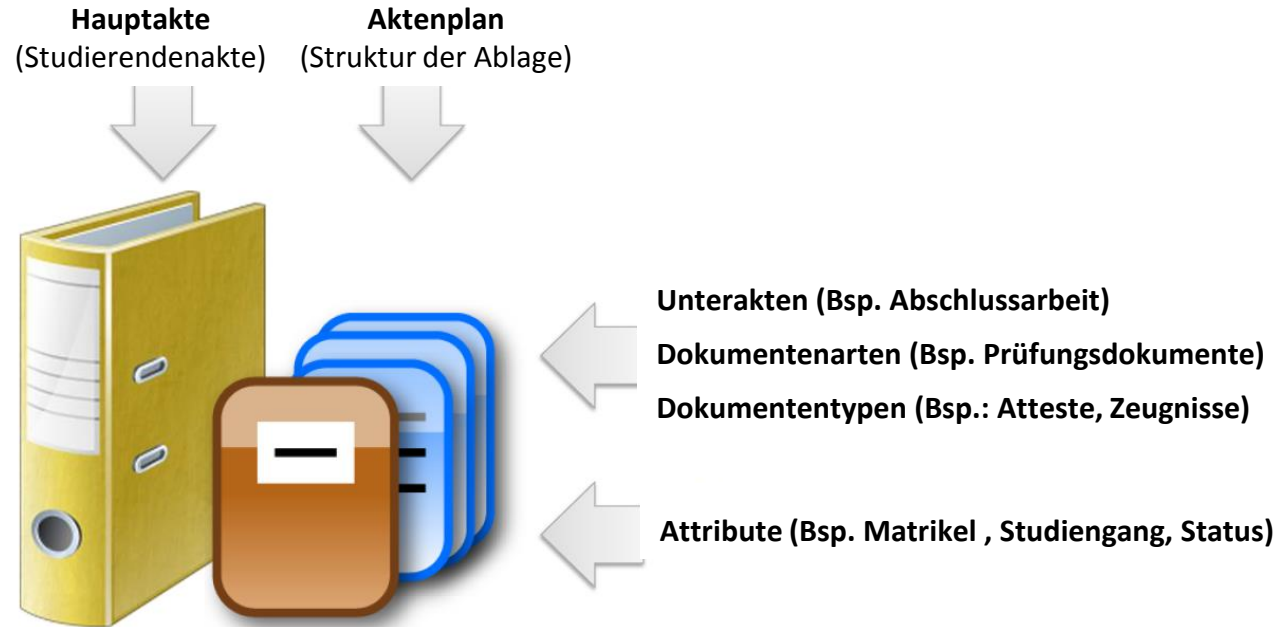 Hauptakte
(Studierendenakte)
Aktenplan
(Struktur der Ablage)
Unterakten (Bsp. Abschlussarbeit)
Dokumentenarten (Bsp. Prüfungsdokumente)
Dokumententypen (Bsp.: Atteste, Zeugnisse)
Attribute (Bsp. Matrikel , Studiengang, Status)